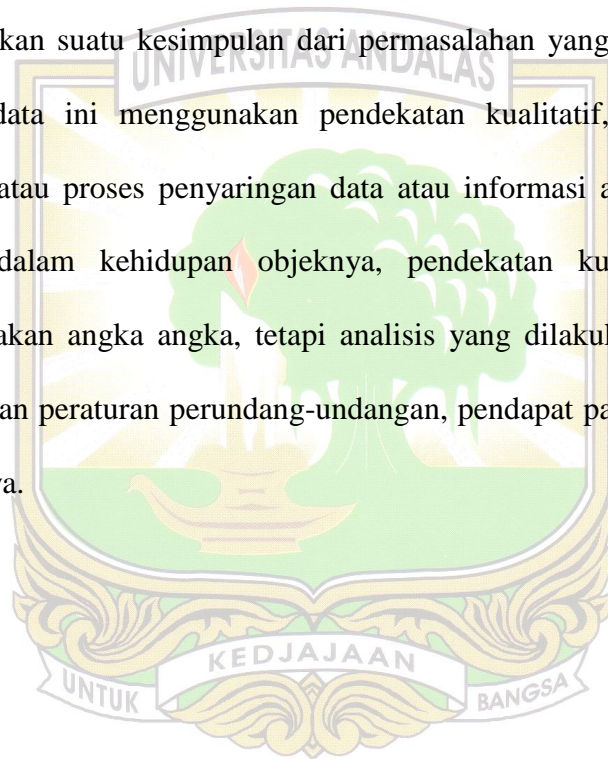 kan suatu kesimpulan dari permasalahan yang
UNIVERSITAS ANDALAS
data ini menggunakan pendekatan kualitatif,
atau proses penyaringan data atau informasi a
dalam kehidupan objeknya, pendekatan ku
akan angka angka, tetapi analisis yang dilakul
an peraturan perundang-undangan, pendapat pa
a.
UNTUK KEDJAJAAN BANGSA